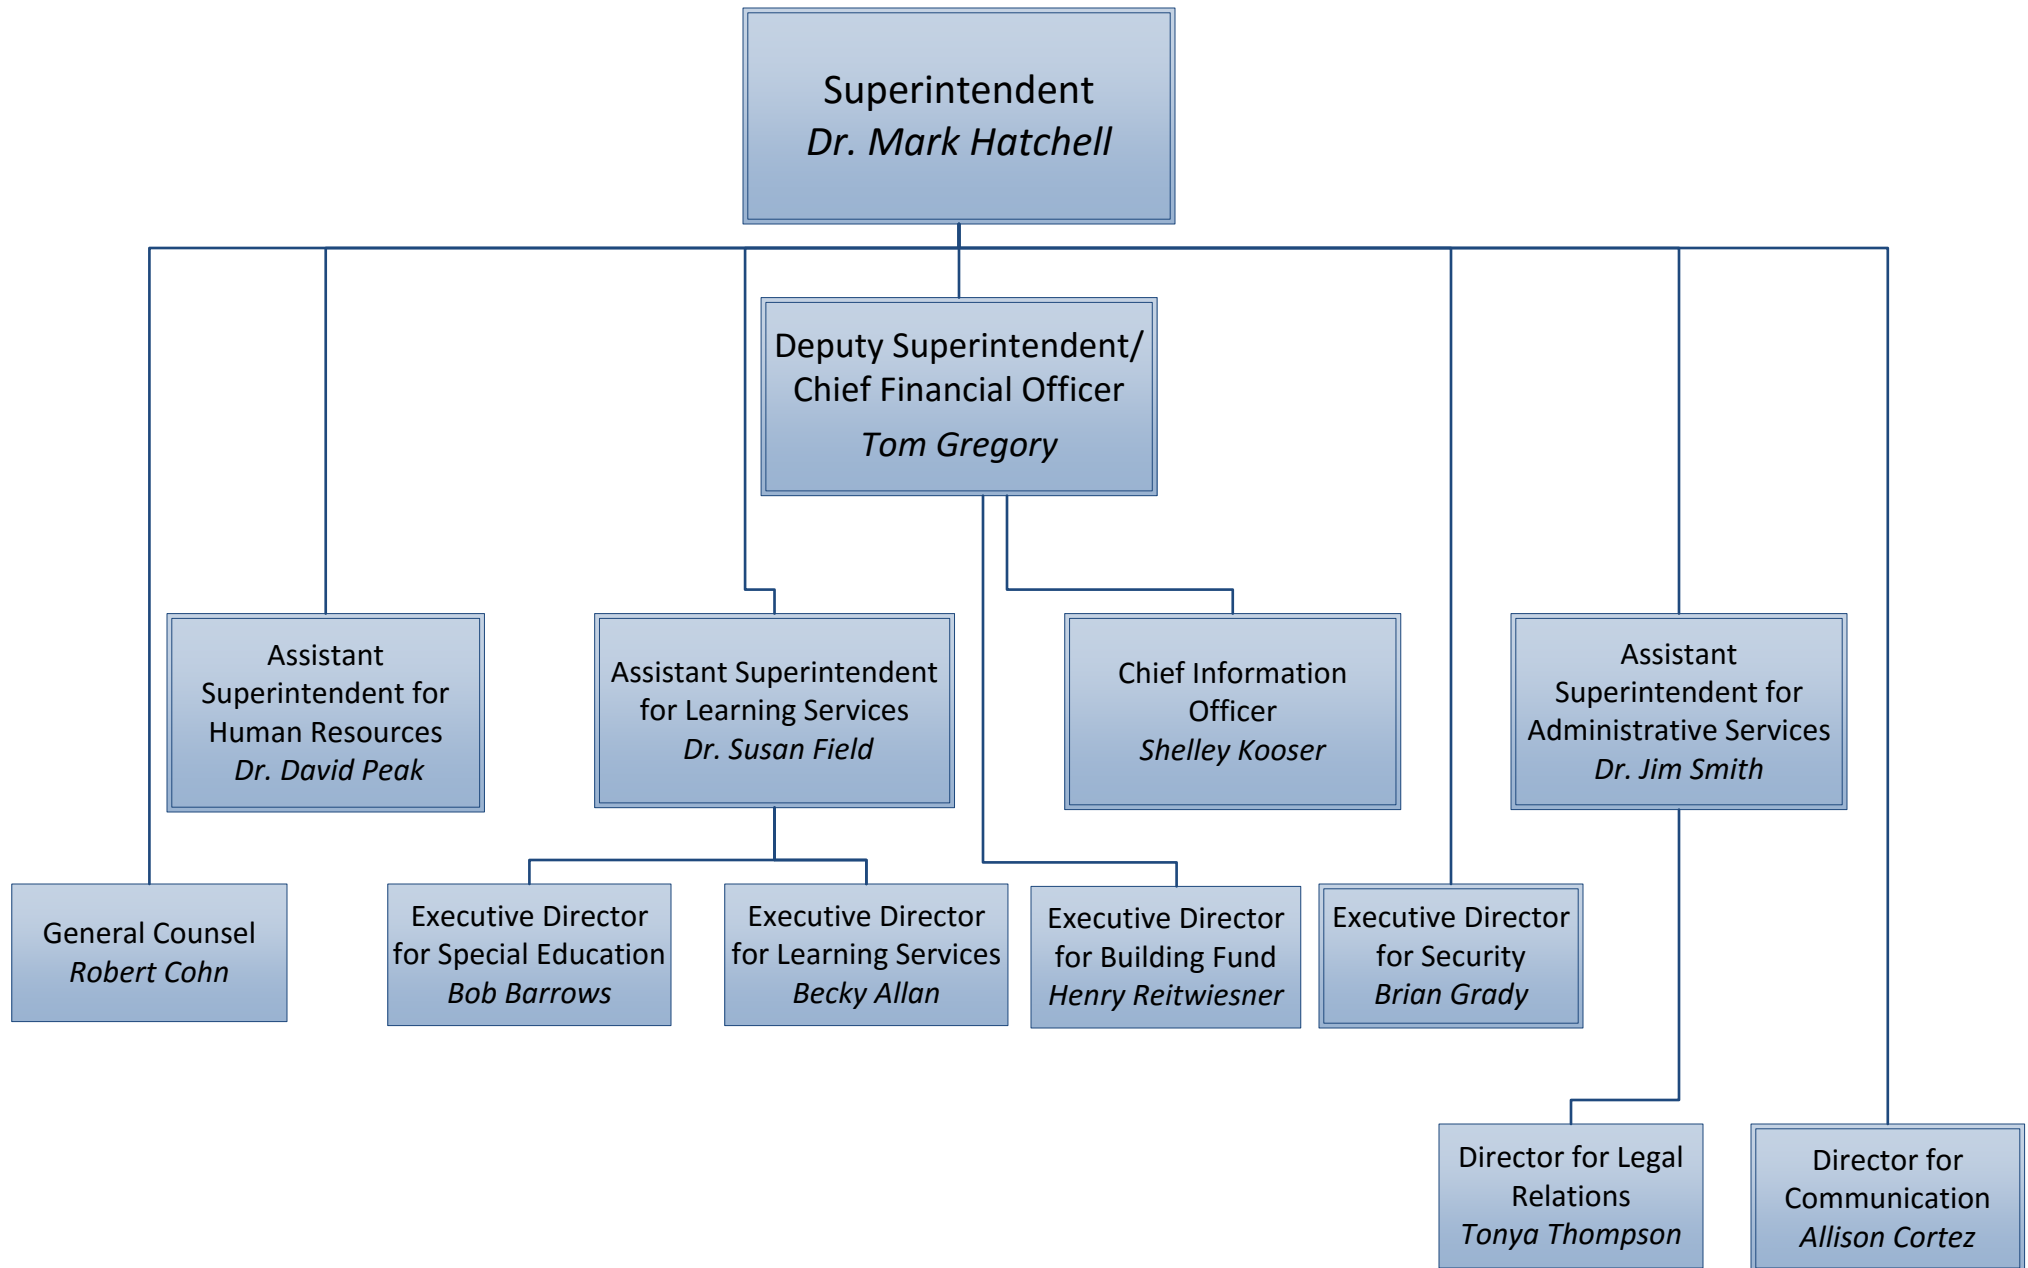 Superintendent
Dr. Mark Hatchell
Deputy Superintendent/
Chief Financial Officer
Tom Gregory
Assistant
Superintendent for
Human Resources
Dr. David Peak
Assistant Superintendent
for Learning Services
Dr. Susan Field
Chief Information
Officer
Shelley Kooser
Assistant
Superintendent for
Administrative Services
Dr. Jim Smith
General Counsel
Robert Cohn
Executive Director
for Special Education
Bob Barrows
Executive Director
for Learning Services
Becky Allan
Executive Director
for Building Fund
Henry Reitwiesner
Executive Director
for Security
Brian Grady
Director for Legal
Relations
Tonya Thompson
Director for
Communication
Allison Cortez